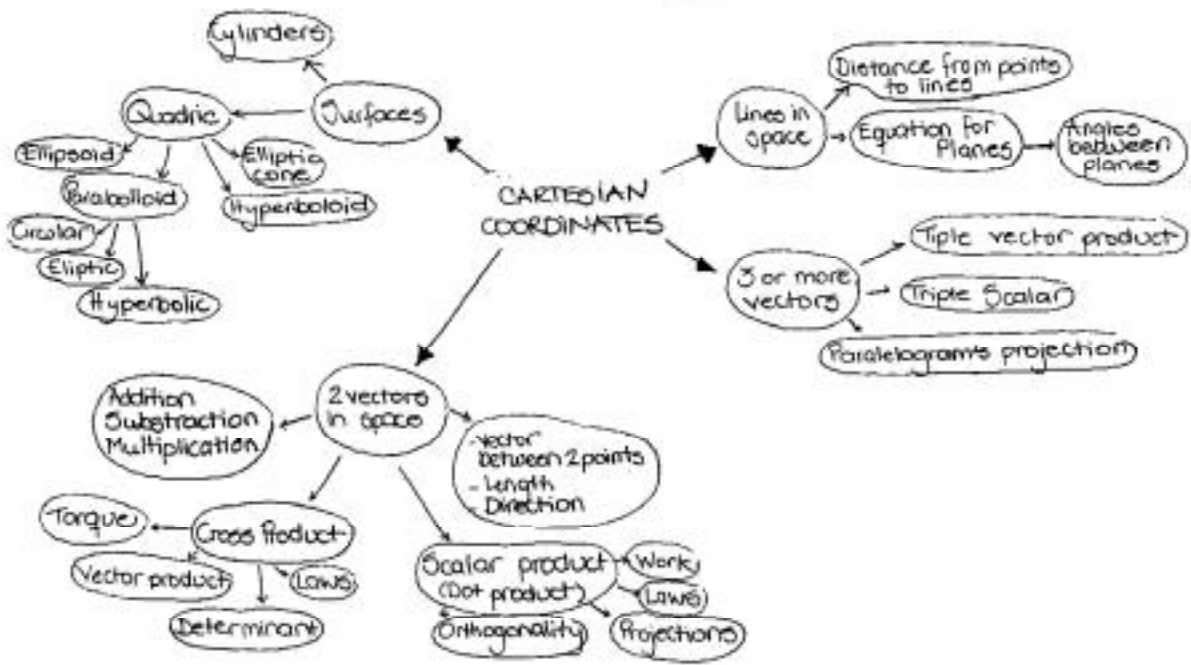 Cylinders
Quadric
Surfaces
Ellipsoid
Elliptic
cone
Parabolloid
Hyperboloid
Circular
Eliptic
Hyperbolic
CARTESIAN
COORDINATES
Lines in
space
Distance from points
to lines
Equation for
Planes
Angles
between
planes
3 or more
vectors
Tiple vector product
Triple Scalar
Paralelogram's projection
2 vectors
in space
Addition
Substraction
Multiplication
- Vector
between 2 points
- Length
- Direction
Cross Product
Torque
Vector product
Laws
Determinant
Scalar product
(Dot product)
Work
Laws
Orthogonality
Projections